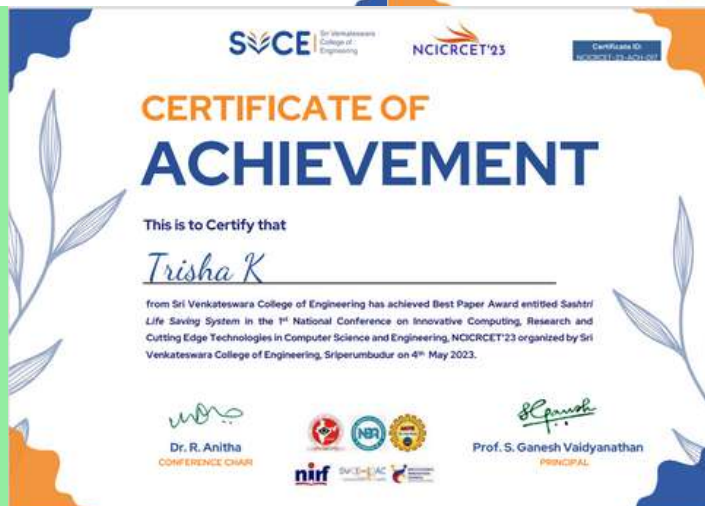 SVCE
Sri Venkateswara
College of
Engineering
NCICRCET'23
Certificate ID:
NCICRCET-23-ACH-017
CERTIFICATE OF
ACHIEVEMENT
This is to Certify that
Trisha K
from Sri Venkateswara College of Engineering has achieved Best Paper Award entitled Sashtri
Life Saving System in the 1st National Conference on Innovative Computing, Research and
Cutting Edge Technologies in Computer Science and Engineering, NCICRCET'23 organized by Sri
Venkateswara College of Engineering, Sriperumbudur on 4th May 2023.
Dr. R. Anitha
CONFERENCE CHAIR
NBA
Prof. S. Ganesh Vaidyanathan
PRINCIPAL
nirf